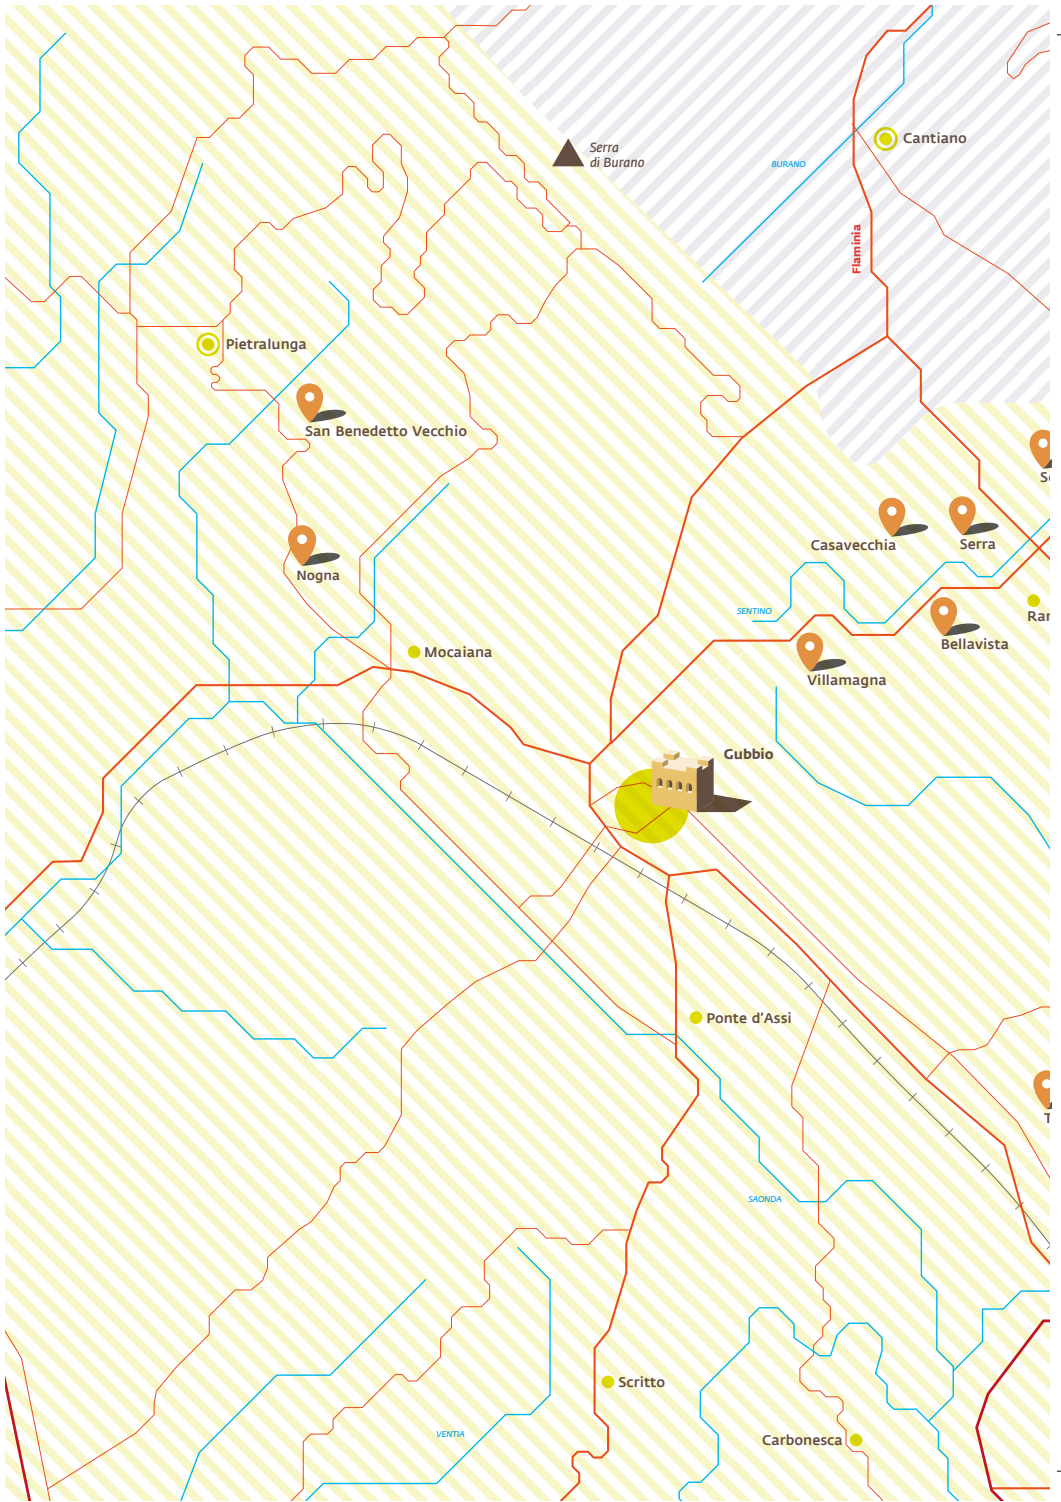 Cantiano
Serra
di Burano
BURANO
Flaminia
Pietralunga
San Benedetto Vecchio
Casavecchia
Serra
Nogna
SENTINO
Bellavista
Mocaiana
Villamagna
Gubbio
Ponte d'Assi
SAONDA
Scritto
VENTIA
Carbonesca